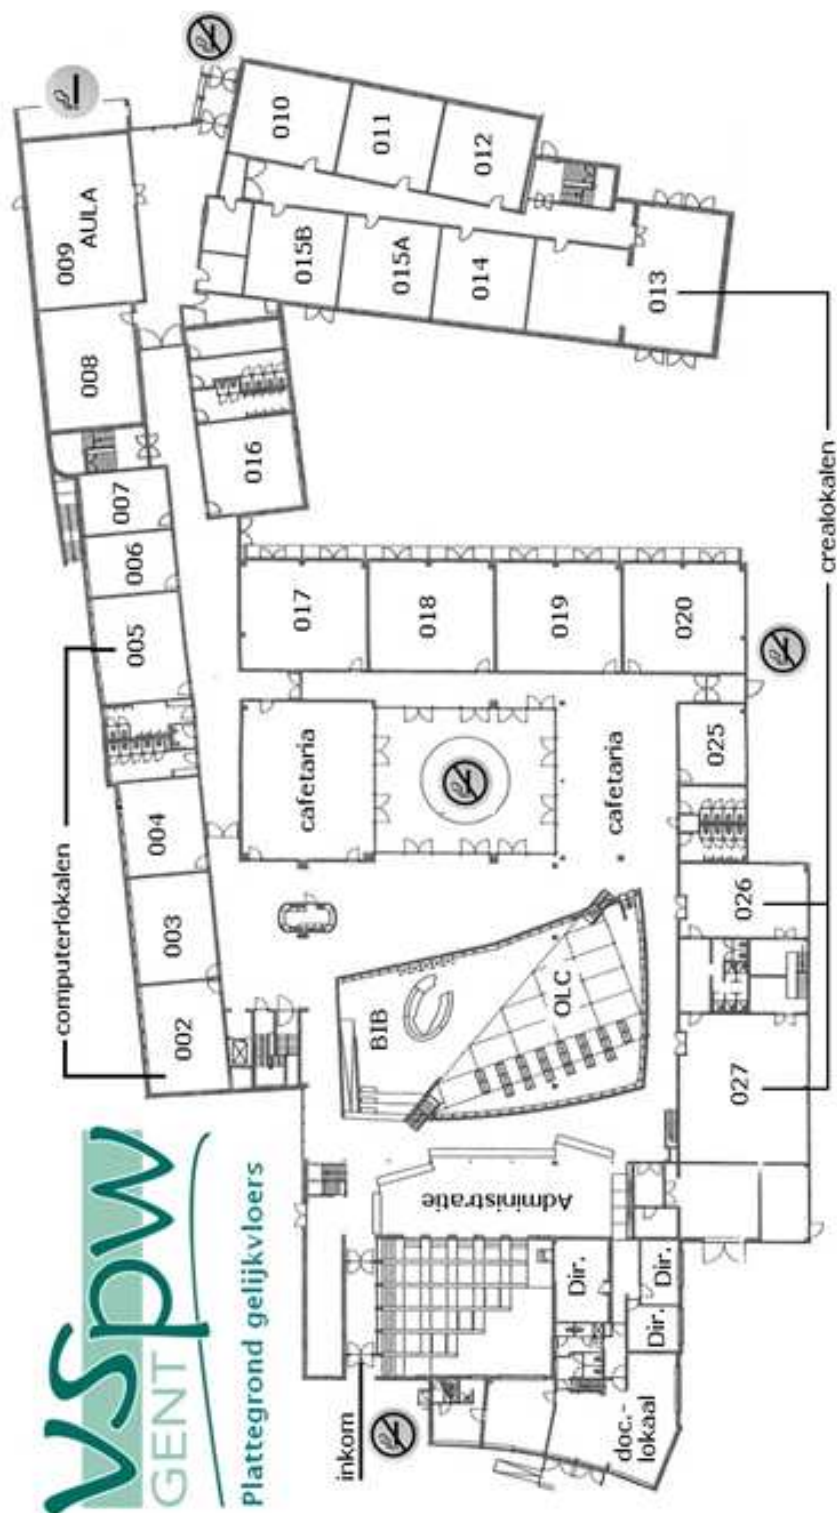 vspw
GENT
Plattegrond gelijkvloers
computerlokalen
002
003
004
005
006
007
008
009
AULA
010
011
012
015B
015A
014
013
016
017
018
019
020
cafetaria
cafetaria
025
026
027
BIB
OLC
Administratie
Dir.
Dir.
Dir.
doc.-
lokaal
inkom
crealokalen